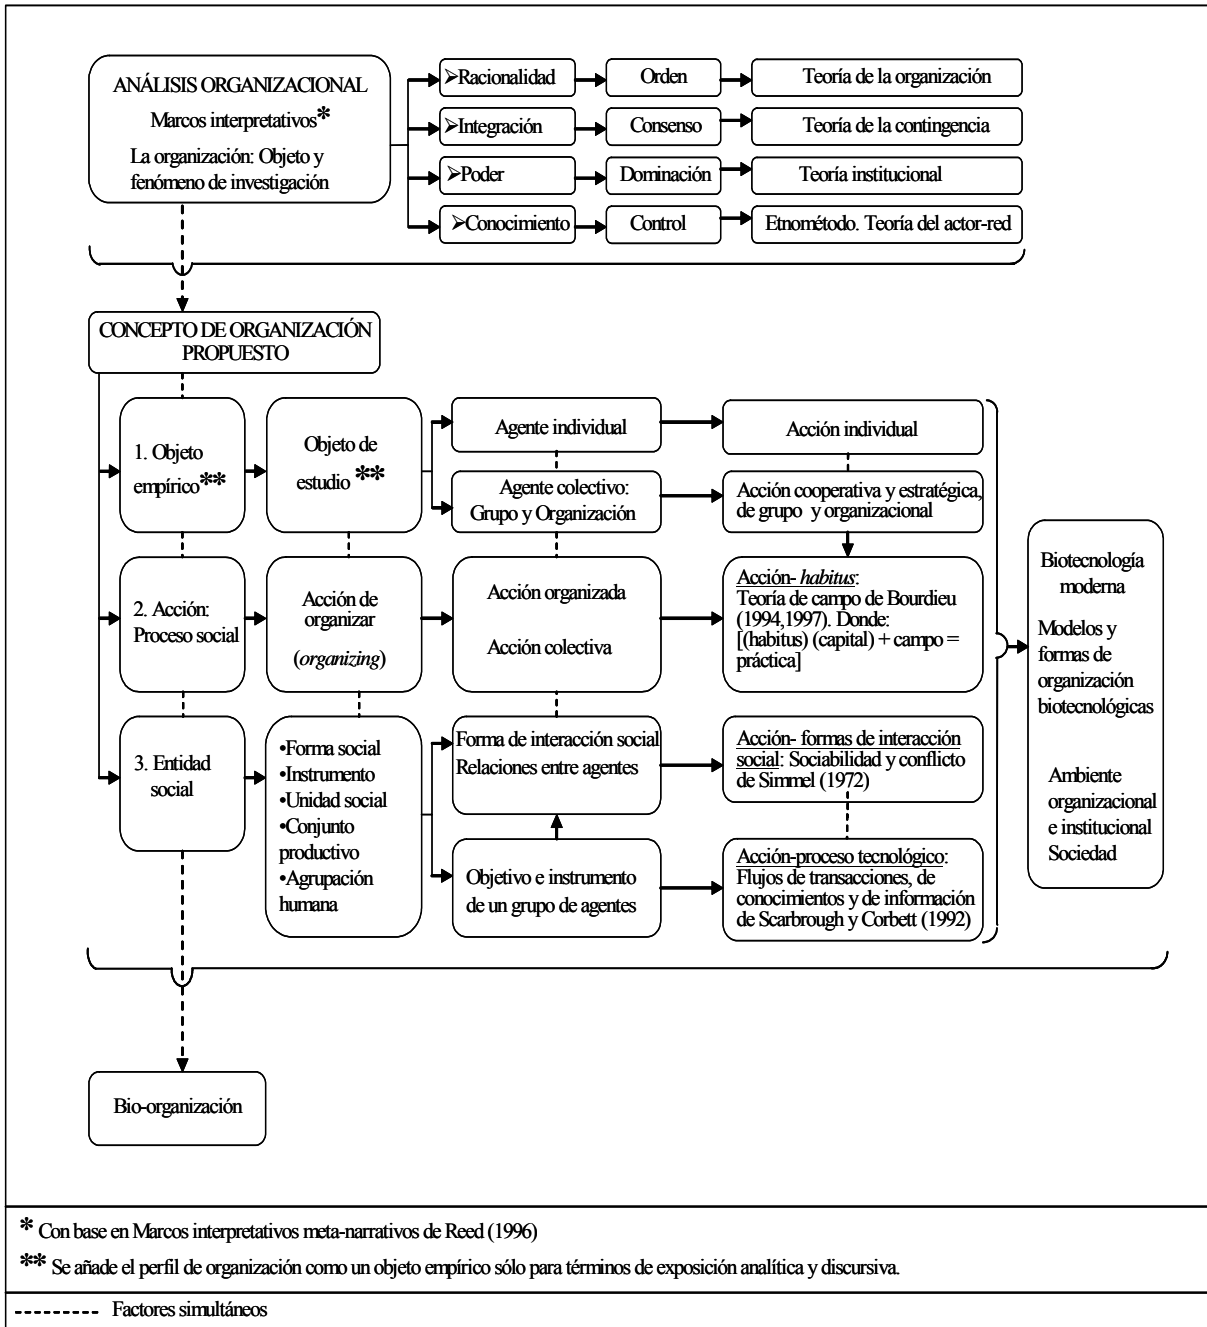 ANÁLISIS ORGANIZACIONAL
Marcos interpretativos*
La organización: Objeto y
fenómeno de investigación
➢Racionalidad
Orden
Teoría de la organización
➢Integración
Consenso
Teoría de la contingencia
➢Poder
Dominación
Teoría institucional
➢Conocimiento
Control
Etnométodo. Teoría del actor-red
CONCEPTO DE ORGANIZACIÓN
PROPUESTO
1. Objeto
empírico**
Objeto de
estudio **
Agente individual
Acción individual
Agente colectivo:
Grupo y Organización
Acción cooperativa y estratégica,
de grupo y organizacional
2. Acción:
Proceso social
Acción de
organizar
(organizing)
Acción organizada
Acción colectiva
Acción- habitus:
Teoría de campo de Bourdieu
(1994,1997). Donde:
[(habitus) (capital) + campo =
práctica]
3. Entidad
social
•Forma social
•Instrumento
•Unidad social
•Conjunto
productivo
•Agrupación
humana
Forma de interacción social
Relaciones entre agentes
Acción- formas de interacción
social: Sociabilidad y conflicto
de Simmel (1972)
Objetivo e instrumento
de un grupo de agentes
Acción-proceso tecnológico:
Flujos de transacciones, de
conocimientos y de información
de Scarbrough y Corbett (1992)
Biotecnología
moderna
Modelos y
formas de
organización
biotecnológicas
Ambiente
organizacional
e institucional
Sociedad
Bio-organización
* Con base en Marcos interpretativos meta-narrativos de Reed (1996)
** Se añade el perfil de organización como un objeto empírico sólo para términos de exposición analítica y discursiva.
Factores simultáneos